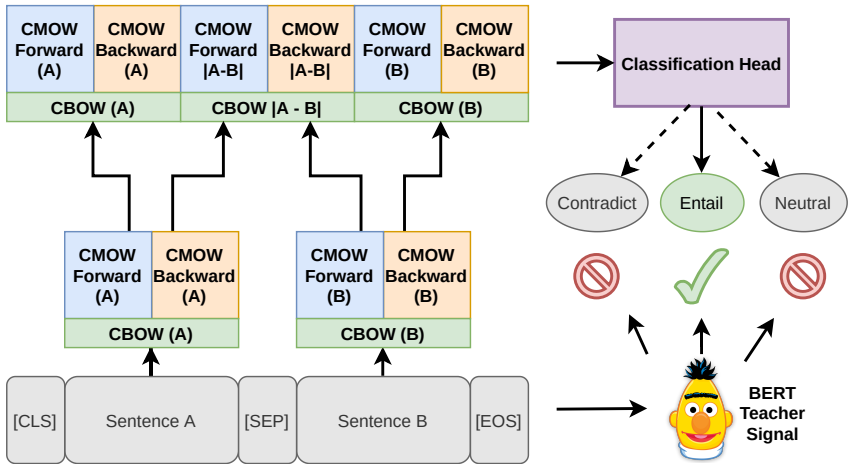 CMOW Forward (A)
CMOW Backward (A)
CMOW Forward |A-B|
CMOW Backward |A-B|
CMOW Forward (B)
CMOW Backward (B)
CBOW (A)
CBOW |A - B|
CBOW (B)
Classification Head
Contradict
Entail
Neutral
CMOW Forward (A)
CMOW Backward (A)
CBOW (A)
CMOW Forward (B)
CMOW Backward (B)
CBOW (B)
[CLS]
Sentence A
[SEP]
Sentence B
[EOS]
BERT
Teacher
Signal